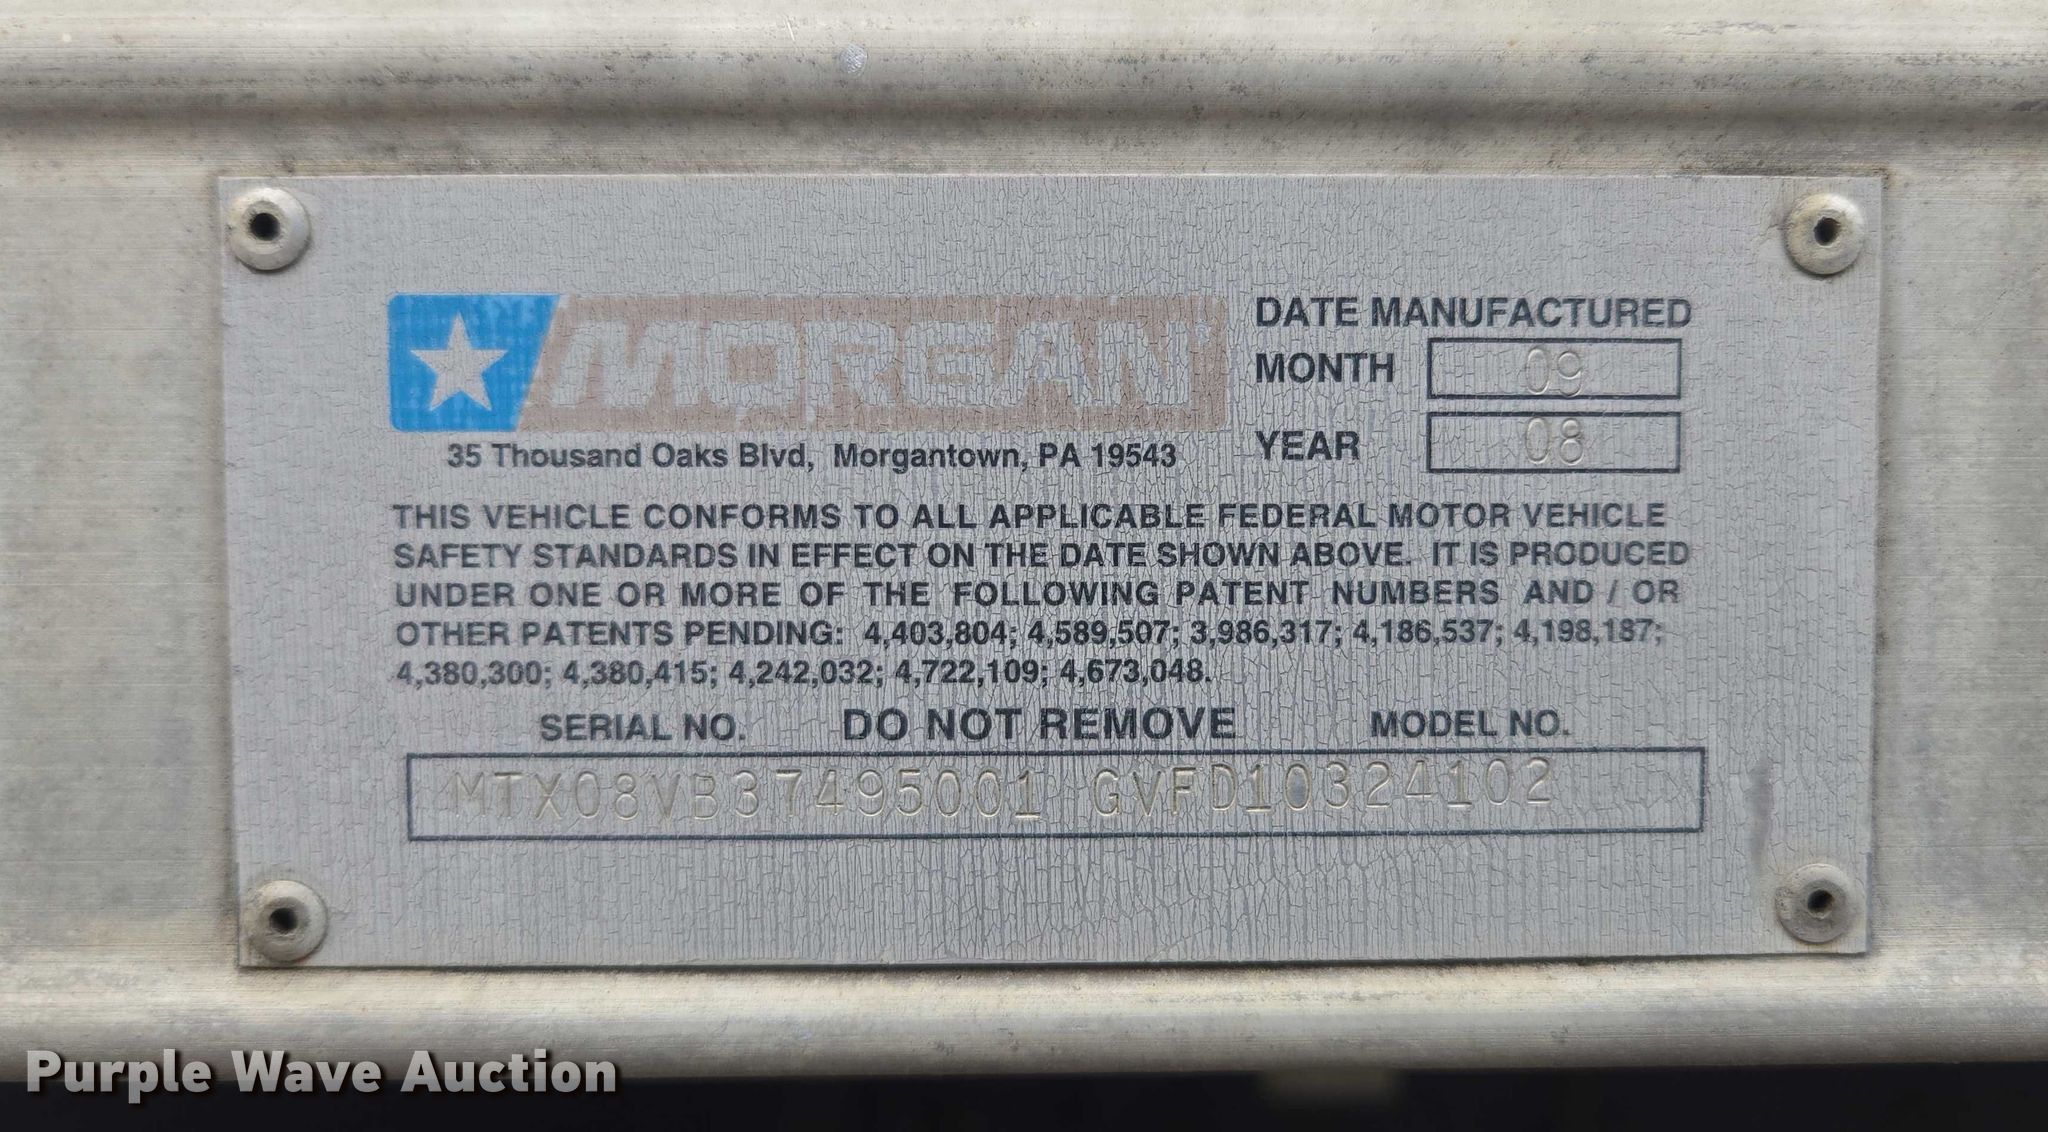 MORGAN
35 Thousand Oaks Blvd, Morgantown, PA 19543
DATE MANUFACTURED
MONTH 09
YEAR 08
THIS VEHICLE CONFORMS TO ALL APPLICABLE FEDERAL MOTOR VEHICLE
SAFETY STANDARDS IN EFFECT ON THE DATE SHOWN ABOVE. IT IS PRODUCED
UNDER ONE OR MORE OF THE FOLLOWING PATENT NUMBERS AND / OR
OTHER PATENTS PENDING: 4,403,804; 4,589,507; 3,986,317; 4,186,537; 4,198,187;
4,380,300; 4,380,415; 4,242,032; 4,722,109; 4,673,048.
SERIAL NO. DO NOT REMOVE MODEL NO.
MTX08VB37495001 GVFD10324102
Purple Wave Auction